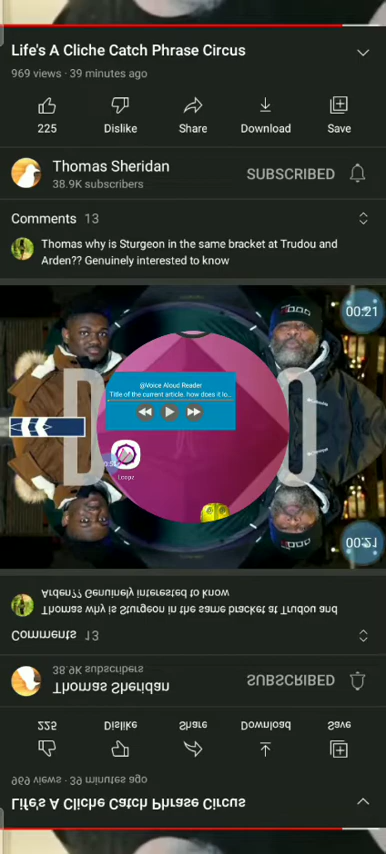 Life's A Cliche Catch Phrase Circus
969 views · 39 minutes ago
225 Dislike Share Download Save
Thomas Sheridan
38.9K subscribers
SUBSCRIBED
Comments 13
Thomas why is Sturgeon in the same bracket at Trudou and
Arden?? Genuinely interested to know
00:21
@Voice Aloud Reader
Title of the current article. how does it lo..
D O
Loopz
00:21
Arden?? Genuinely interested to know
Thomas why is Sturgeon in the same bracket at Trudou and
Comments 13
38.9K subscribers
Thomas Sheridan
SUBSCRIBED
225 Dislike Share Download Save
969 views · 39 minutes ago
Life's A Cliche Catch Phrase Circus